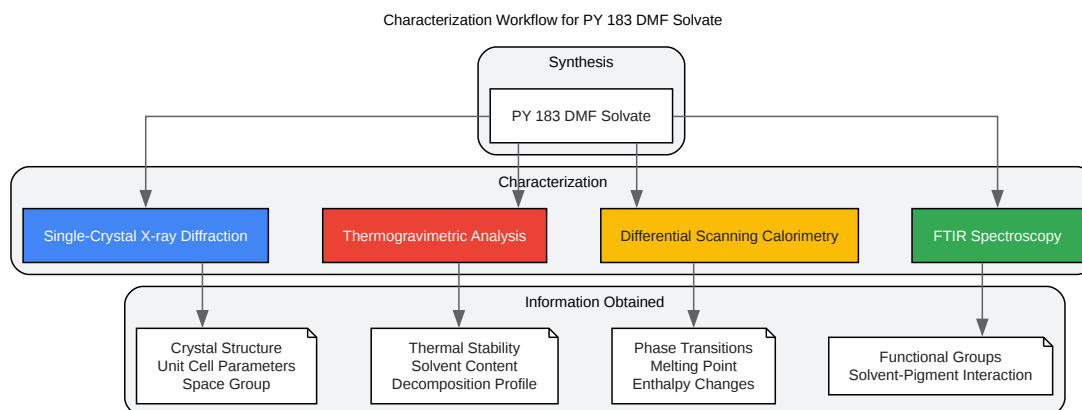 Characterization Workflow for PY 183 DMF Solvate
Synthesis
PY 183 DMF Solvate
Characterization
Single-Crystal X-ray Diffraction
Thermogravimetric Analysis
Differential Scanning Calorimetry
FTIR Spectroscopy
Information Obtained
Crystal Structure
Unit Cell Parameters
Space Group
Thermal Stability
Solvent Content
Decomposition Profile
Phase Transitions
Melting Point
Enthalpy Changes
Functional Groups
Solvent-Pigment Interaction